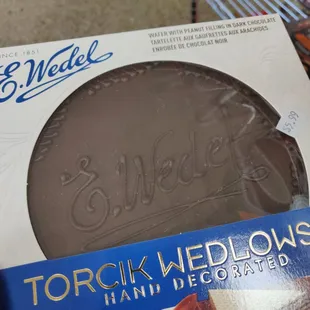 SINCE 1851
E. Wedel
WAFER WITH PEANUT FILLING IN DARK CHOCOLATE
TARTELETTE AUX GAUFRETTES AUX ARACHIDES
ENROBÉE DE CHOCOLAT NOIR
E. Wedel
TORCIK WEDLOWS
HAND DECORATED